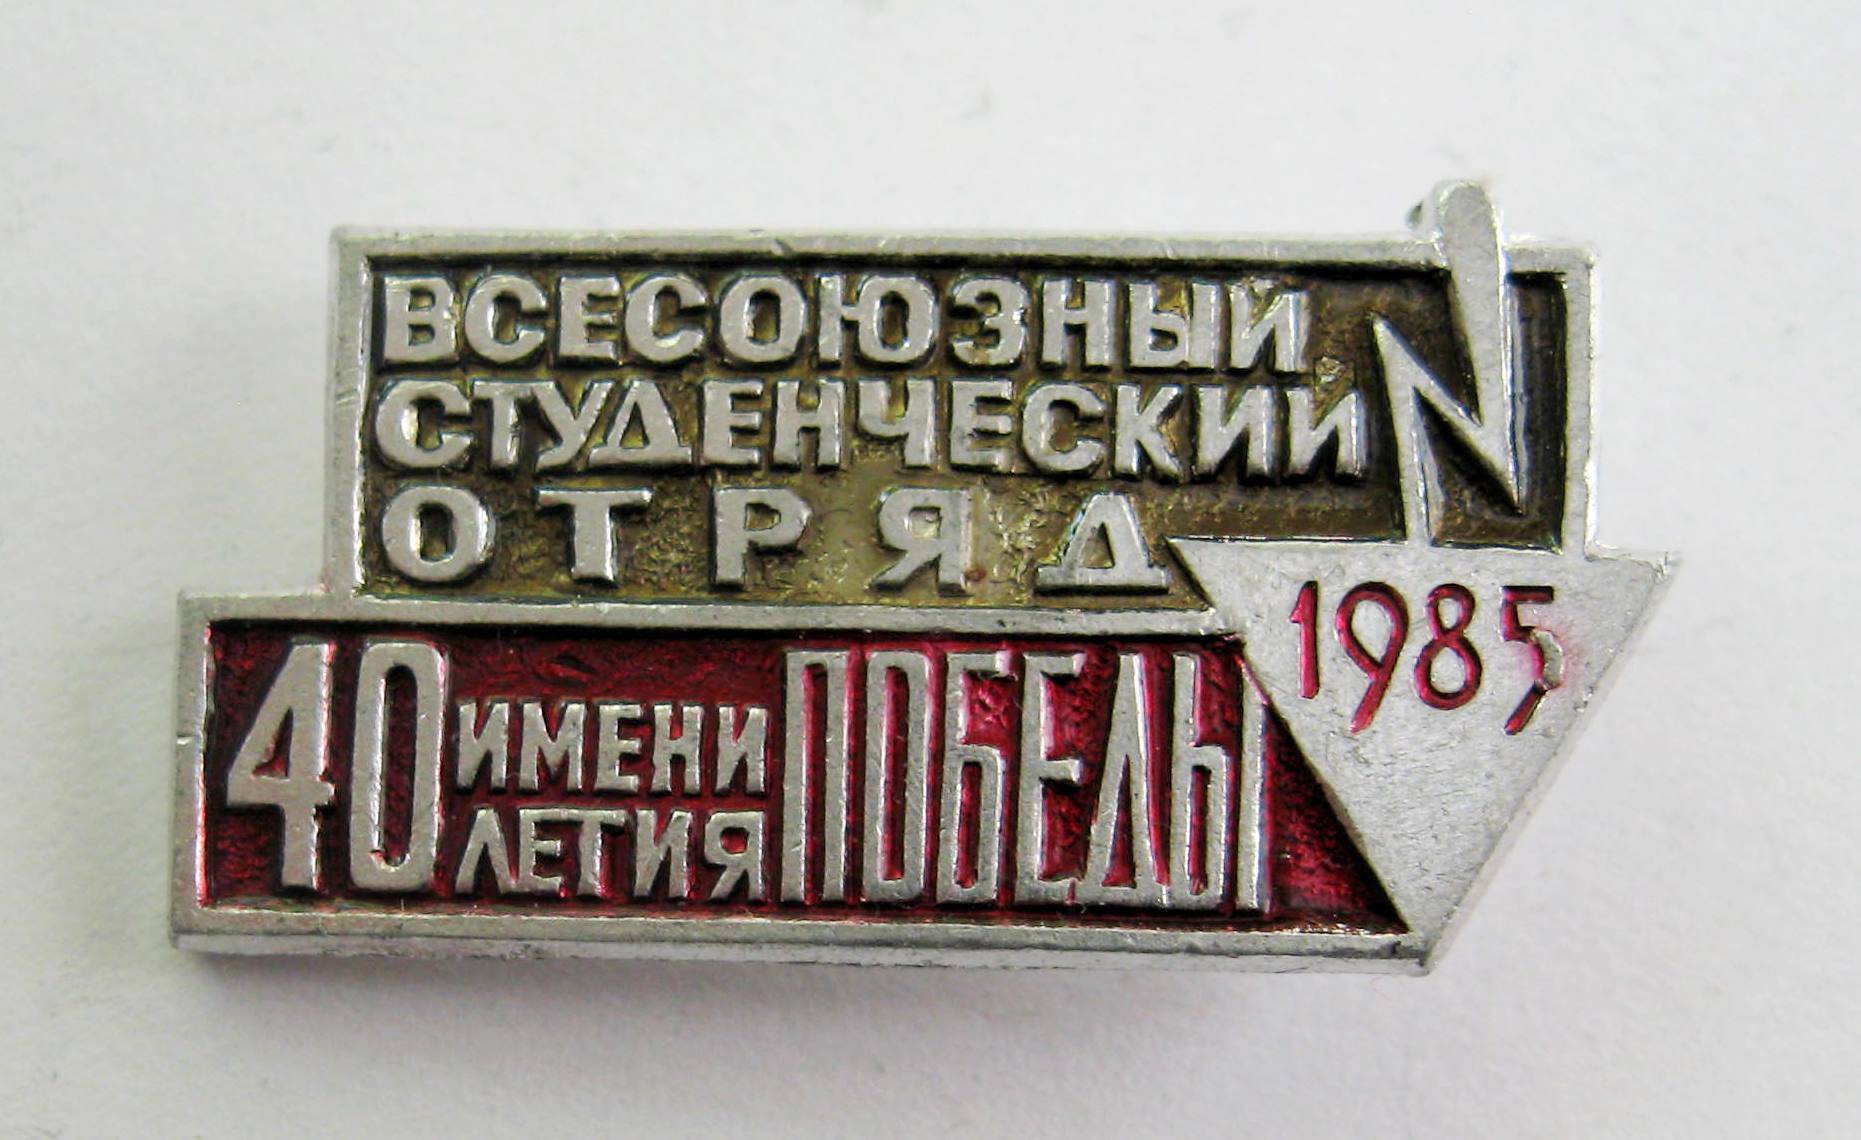 ВСЕСОЮЗНЫЙ
СТУДЕНЧЕСКИЙ
ОТРЯД
1985
ИМЕНИ
40 ЛЕТИЯ ПОБЕДЫ